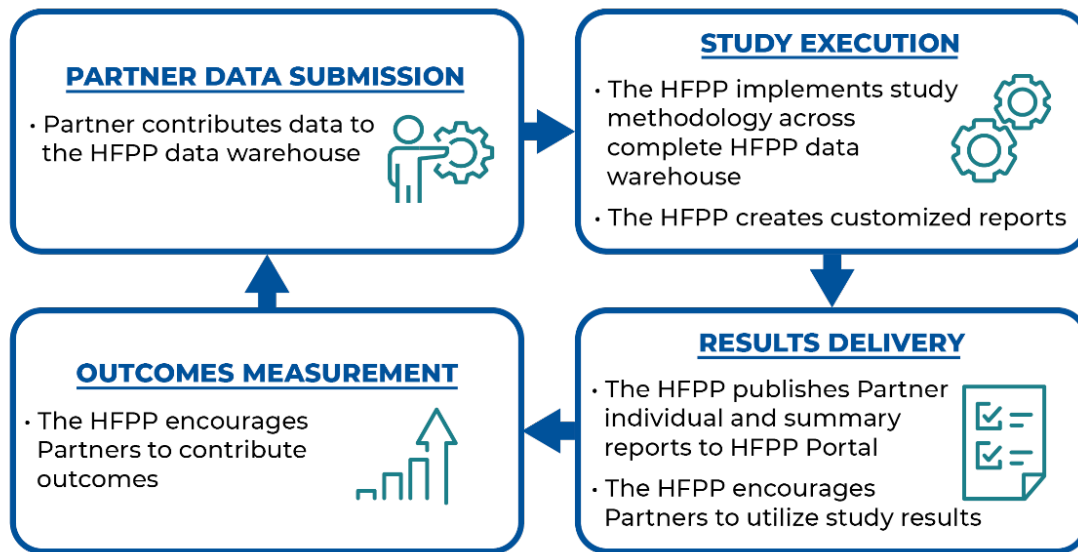 PARTNER DATA SUBMISSION
· Partner contributes data to
the HFPP data warehouse
STUDY EXECUTION
· The HFPP implements study
methodology across
complete HFPP data
warehouse
· The HFPP creates customized reports
RESULTS DELIVERY
· The HFPP publishes Partner
individual and summary
reports to HFPP Portal
· The HFPP encourages
Partners to utilize study results
OUTCOMES MEASUREMENT
· The HFPP encourages
Partners to contribute
outcomes